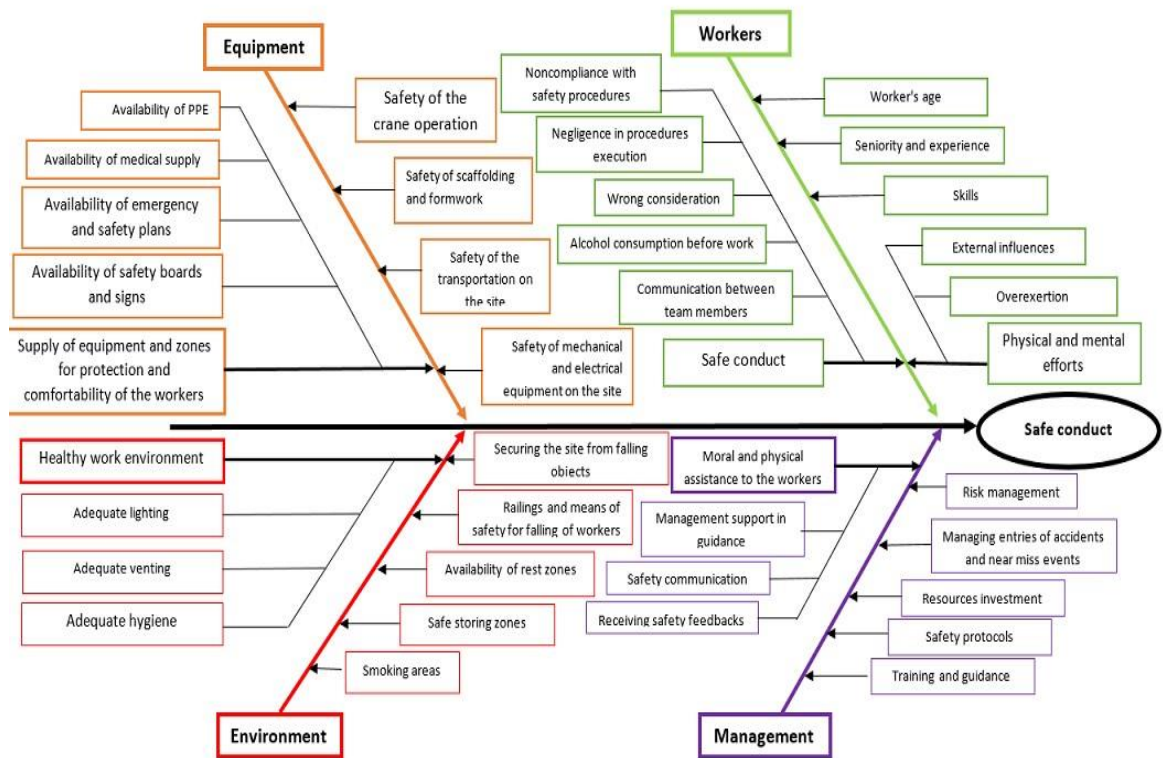 Equipment
Availability of PPE
Availability of medical supply
Availability of emergency
and safety plans
Availability of safety boards
and signs
Supply of equipment and zones
for protection and
comfortability of the workers
Safety of the
crane operation
Safety of scaffolding
and formwork
Safety of the
transportation on
the site
Safety of mechanical
and electrical
equipment on the site
Workers
Noncompliance with
safety procedures
Negligence in procedures
execution
Wrong consideration
Alcohol consumption before work
Communication between
team members
Safe conduct
Worker's age
Seniority and experience
Skills
External influences
Overexertion
Physical and mental
efforts
Safe conduct
Healthy work environment
Adequate lighting
Adequate venting
Adequate hygiene
Securing the site from falling
objects
Railings and means of
safety for falling of workers
Availability of rest zones
Safe storing zones
Smoking areas
Environment
Moral and physical
assistance to the workers
Management support in
guidance
Safety communication
Receiving safety feedbacks
Risk management
Managing entries of accidents
and near miss events
Resources investment
Safety protocols
Training and guidance
Management